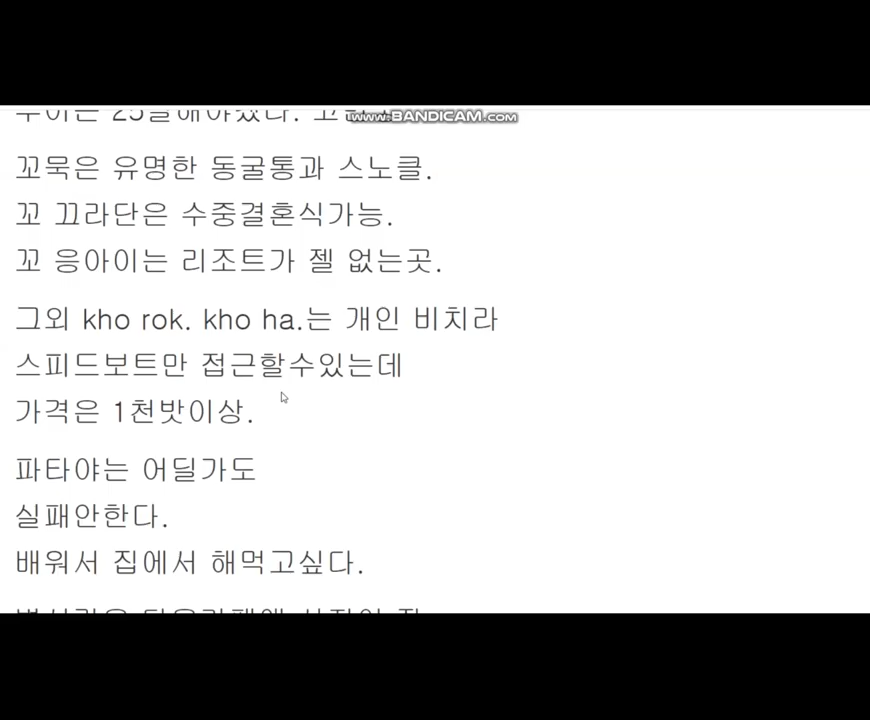 www.BANDICAM.com
꼬묵은 유명한 동굴통과 스노클.
꼬 끄라단은 수중결혼식가능.
꼬 응아이는 리조트가 젤 없는곳.
그외 kho rok. kho ha.는 개인 비치라
스피드보트만 접근할수있는데
가격은 1천밧이상.
파타야는 어딜가도
실패안한다.
배워서 집에서 해먹고싶다.